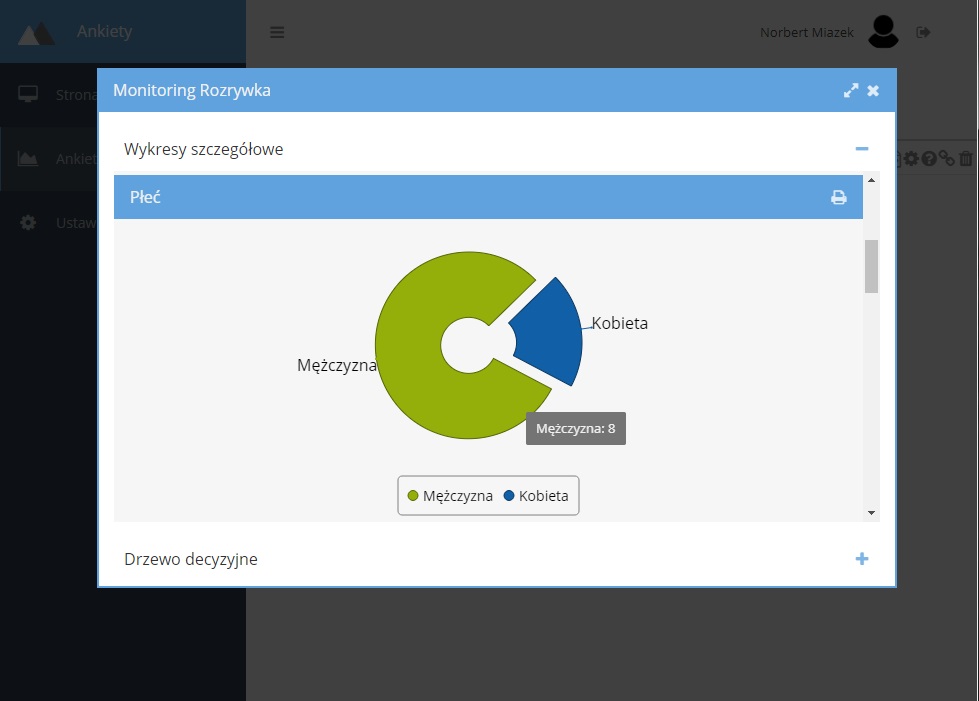 Ankiety
Norbert Miazek
Strona
Ankiet
Ustaw
Monitoring Rozrywka
Wykresy szczegółowe
Płeć
Kobieta
Mężczyzna
Mężczyzna: 8
Mężczyzna Kobieta
Drzewo decyzyjne